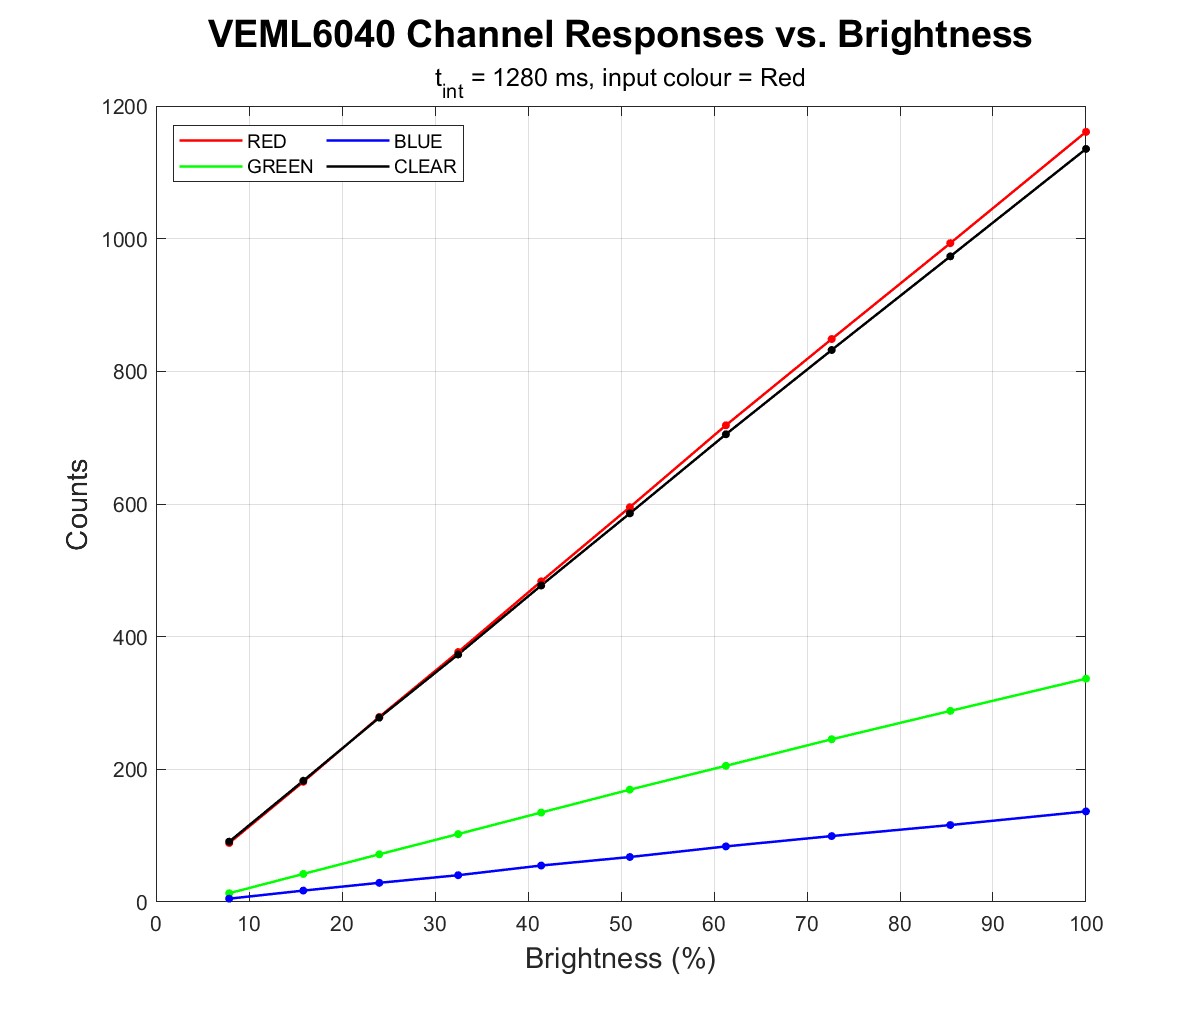 VEML6040 Channel Responses vs. Brightness
t_int = 1280 ms, input colour = Red
RED BLUE
GREEN CLEAR
1200
1000
800
600
400
200
0
Counts
0 10 20 30 40 50 60 70 80 90 100
Brightness (%)